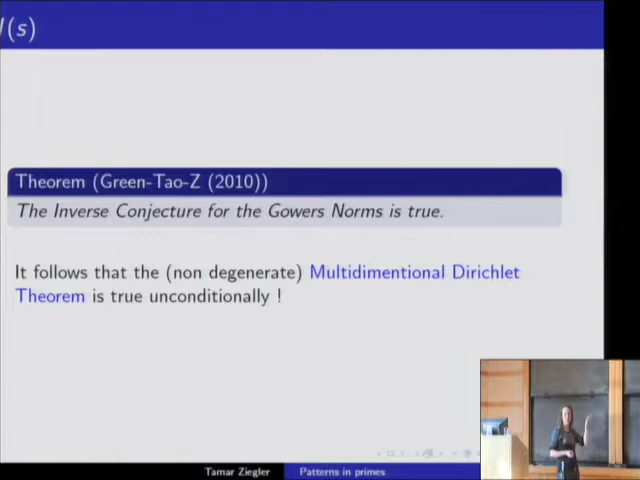 I(s)
Theorem (Green-Tao-Z (2010))
The Inverse Conjecture for the Gowers Norms is true.
It follows that the (non degenerate) Multidimentional Dirichlet
Theorem is true unconditionally !
Tamar Ziegler
Patterns in primes